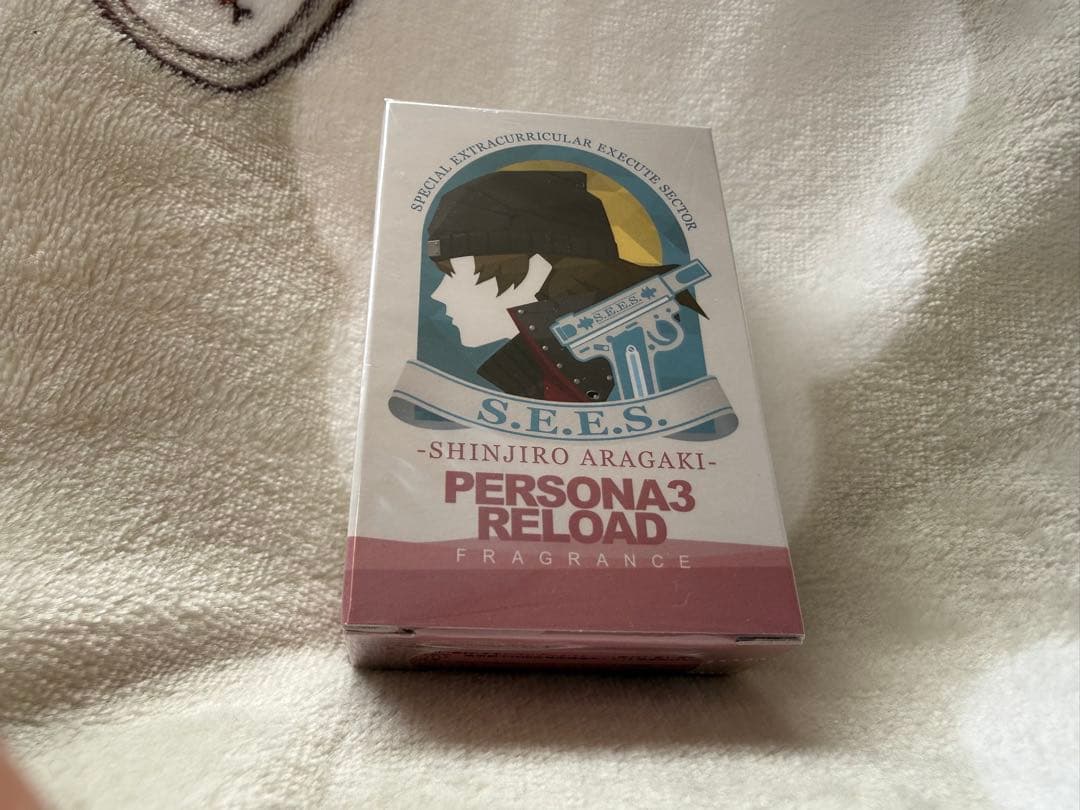 SPECIAL EXTRACURRICULAR EXECUTE SECTOR
S.E.E.S.
S.E.E.S.
-SHINJIRO ARAGAKI-
PERSONA3
RELOAD
FRAGRANCE